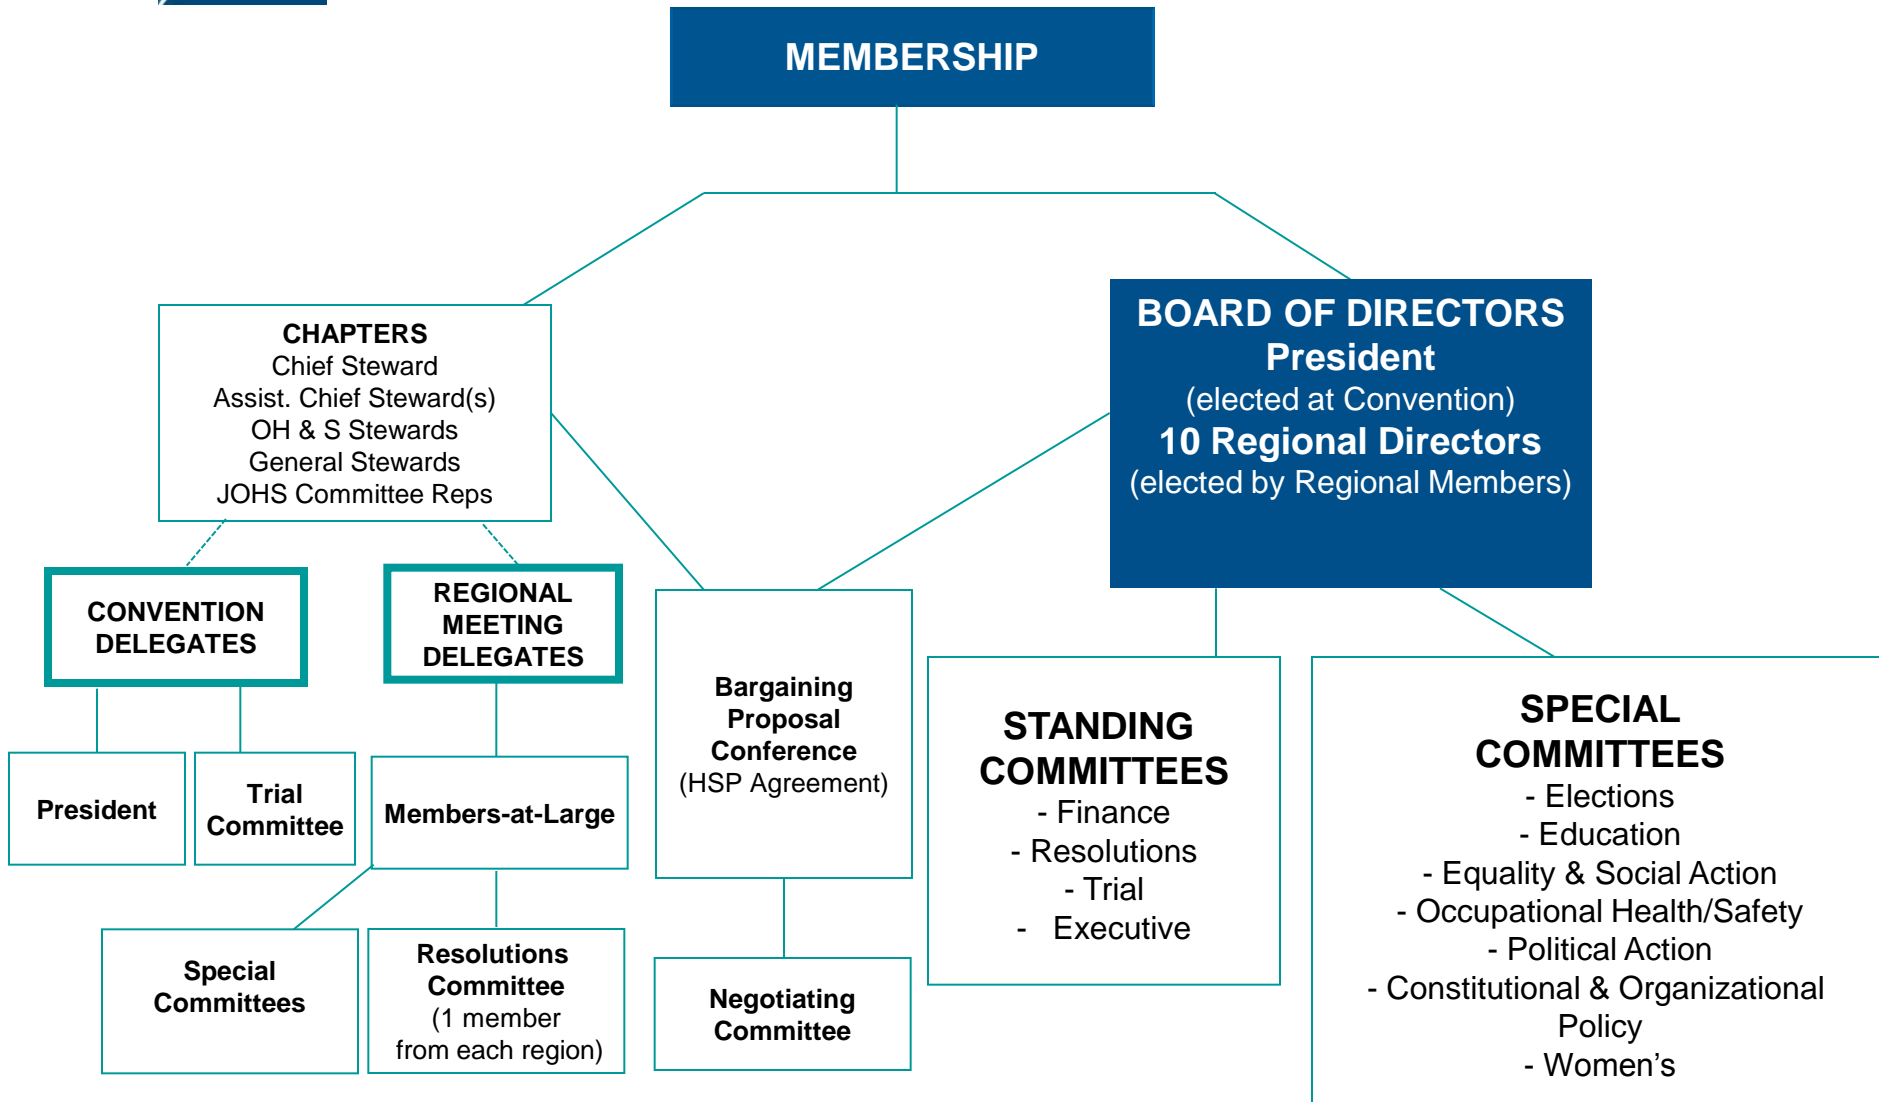 MEMBERSHIP
CHAPTERS
Chief Steward
Assist. Chief Steward(s)
OH & S Stewards
General Stewards
JOHS Committee Reps
BOARD OF DIRECTORS
President
(elected at Convention)
10 Regional Directors
(elected by Regional Members)
CONVENTION
DELEGATES
REGIONAL
MEETING
DELEGATES
President
Trial
Committee
Members-at-Large
Special
Committees
Resolutions
Committee
(1 member
from each region)
Bargaining
Proposal
Conference
(HSP Agreement)
Negotiating
Committee
STANDING
COMMITTEES
- Finance
- Resolutions
- Trial
- Executive
SPECIAL
COMMITTEES
- Elections
- Education
- Equality & Social Action
- Occupational Health/Safety
- Political Action
- Constitutional & Organizational
Policy
- Women’s